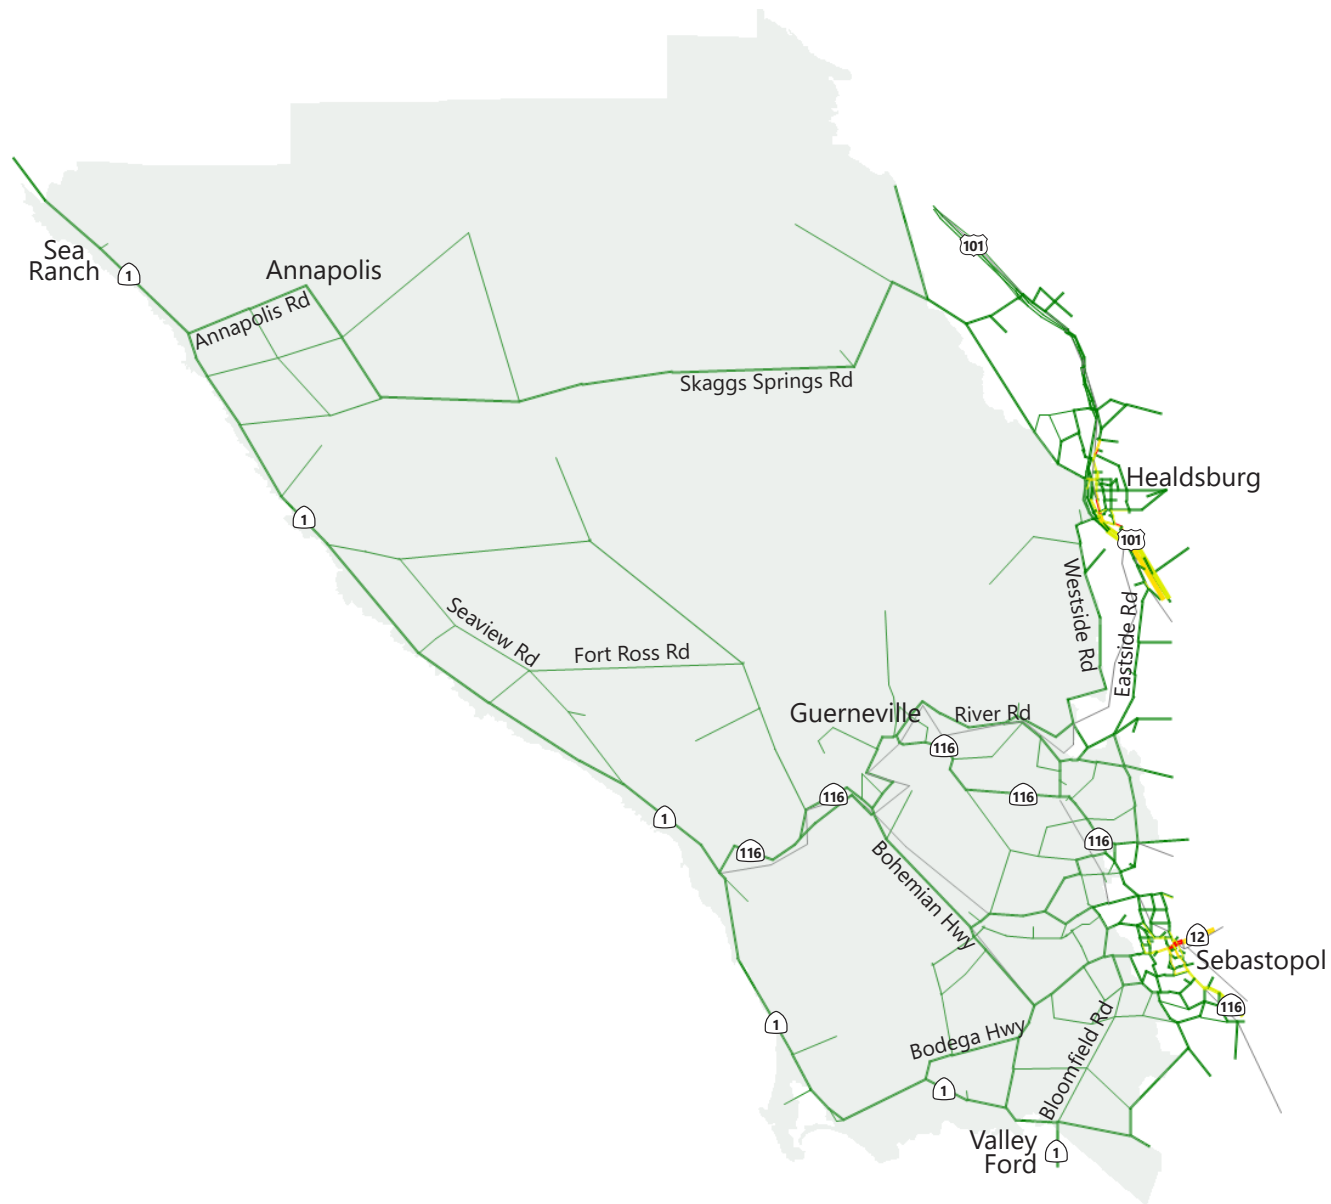 101
Sea
Ranch
1
Annapolis
Annapolis Rd
Skaggs Springs Rd
Healdsburg
1
101
Westside Rd
Eastside Rd
Seaview Rd
Fort Ross Rd
Guerneville
River Rd
116
116
116
1
116
116
Bohemian Hwy
12
Sebastopol
116
1
Bodega Hwy
Bloomfield Rd
1
Valley
Ford
1